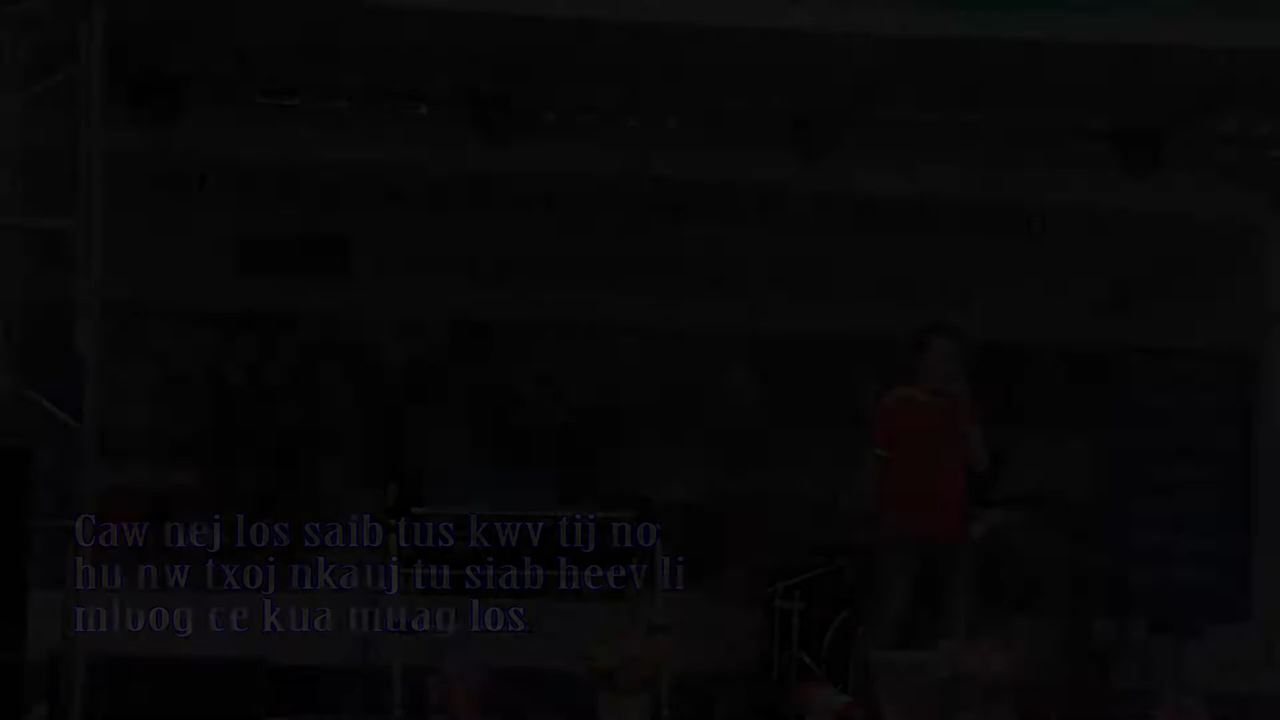 Caw nej los saib tus kwv tij no
hu nw txoj nkauj tu siab heev li
mloog ce kua muag los.